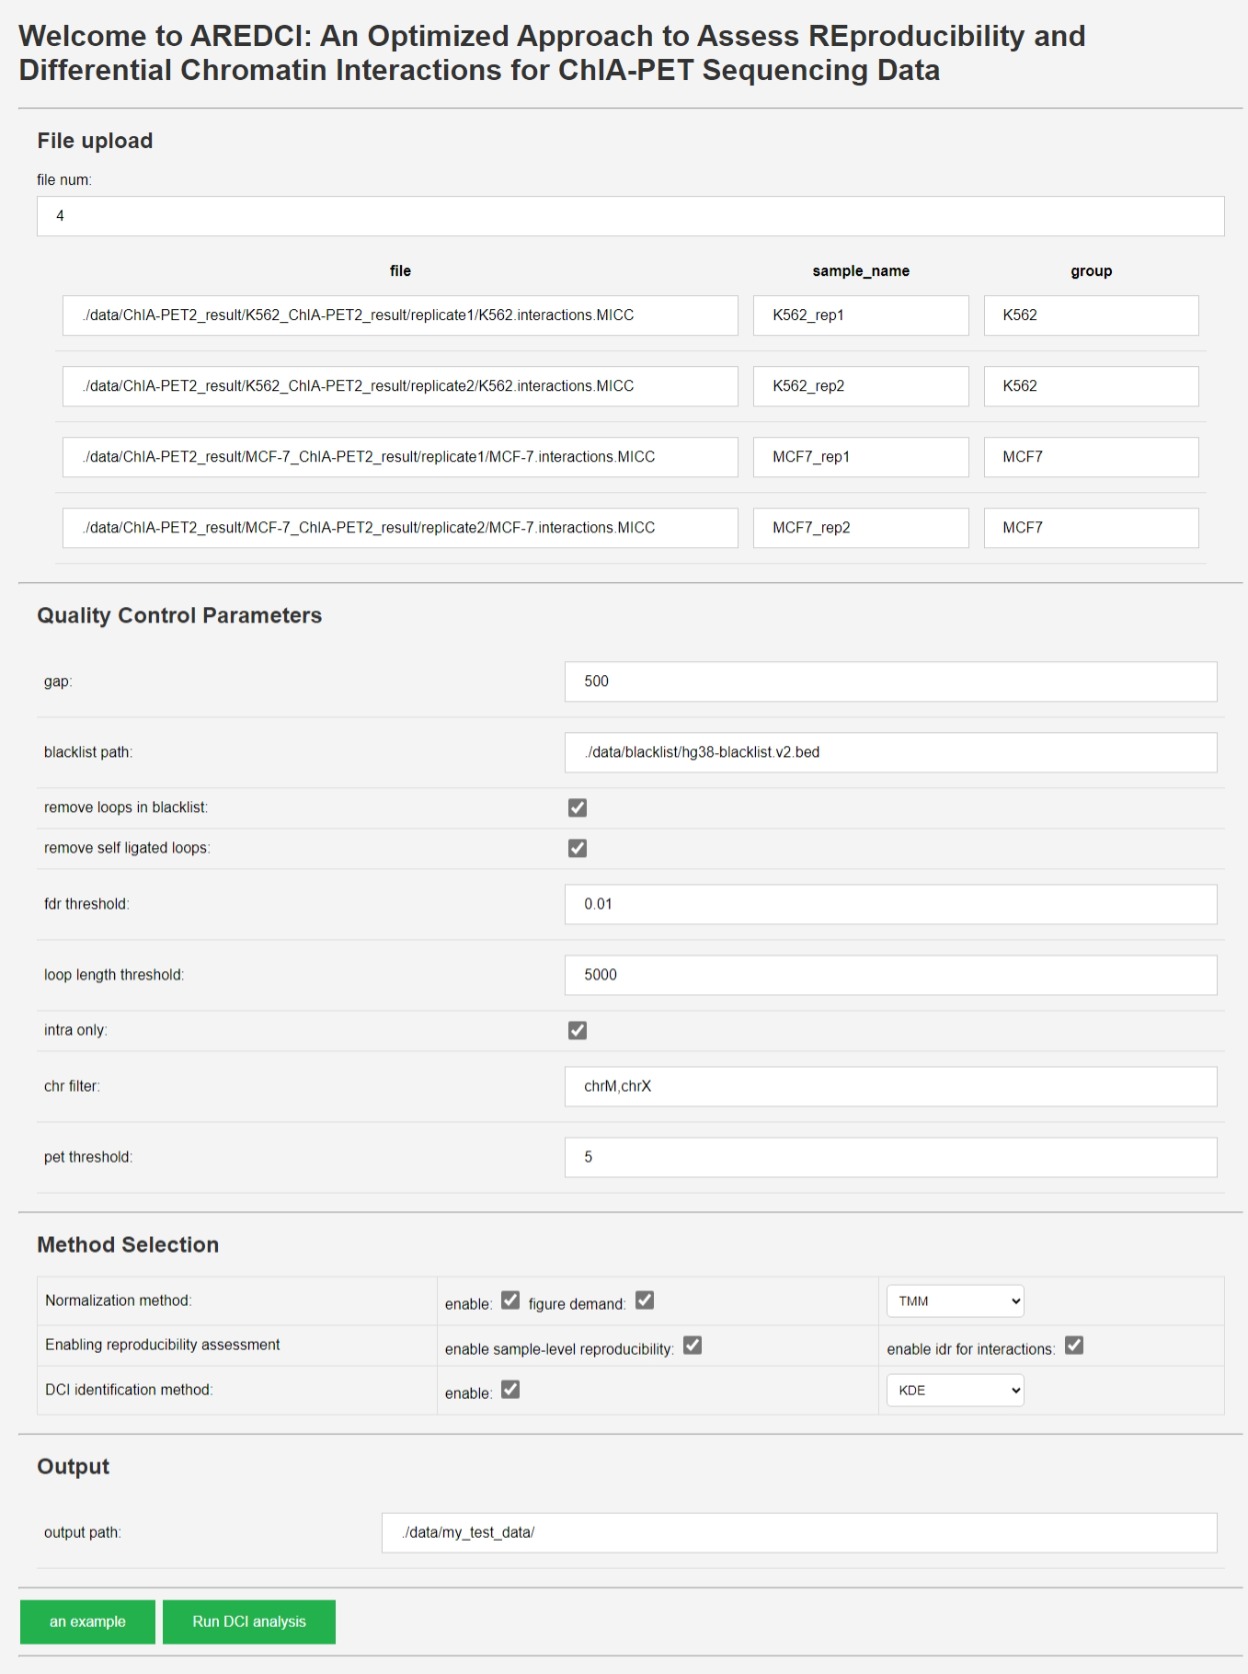 Welcome to AREDCI: An Optimized Approach to Assess REproducibility and
Differential Chromatin Interactions for ChIA-PET Sequencing Data
File upload
file num:
4
file sample_name group
./data/ChIA-PET2_result/K562_ChIA-PET2_result/replicate1/K562.interactions.MICC K562_rep1 K562
./data/ChIA-PET2_result/K562_ChIA-PET2_result/replicate2/K562.interactions.MICC K562_rep2 K562
./data/ChIA-PET2_result/MCF-7_ChIA-PET2_result/replicate1/MCF-7.interactions.MICC MCF7_rep1 MCF7
./data/ChIA-PET2_result/MCF-7_ChIA-PET2_result/replicate2/MCF-7.interactions.MICC MCF7_rep2 MCF7
Quality Control Parameters
gap: 500
blacklist path: ./data/blacklist/hg38-blacklist.v2.bed
remove loops in blacklist:
remove self ligated loops:
fdr threshold: 0.01
loop length threshold: 5000
intra only:
chr filter: chrM,chrX
pet threshold: 5
Method Selection
Normalization method: enable: figure demand: TMM
Enabling reproducibility assessment enable sample-level reproducibility: enable idr for interactions:
DCI identification method: enable: KDE
Output
output path: ./data/my_test_data/
an example Run DCI analysis